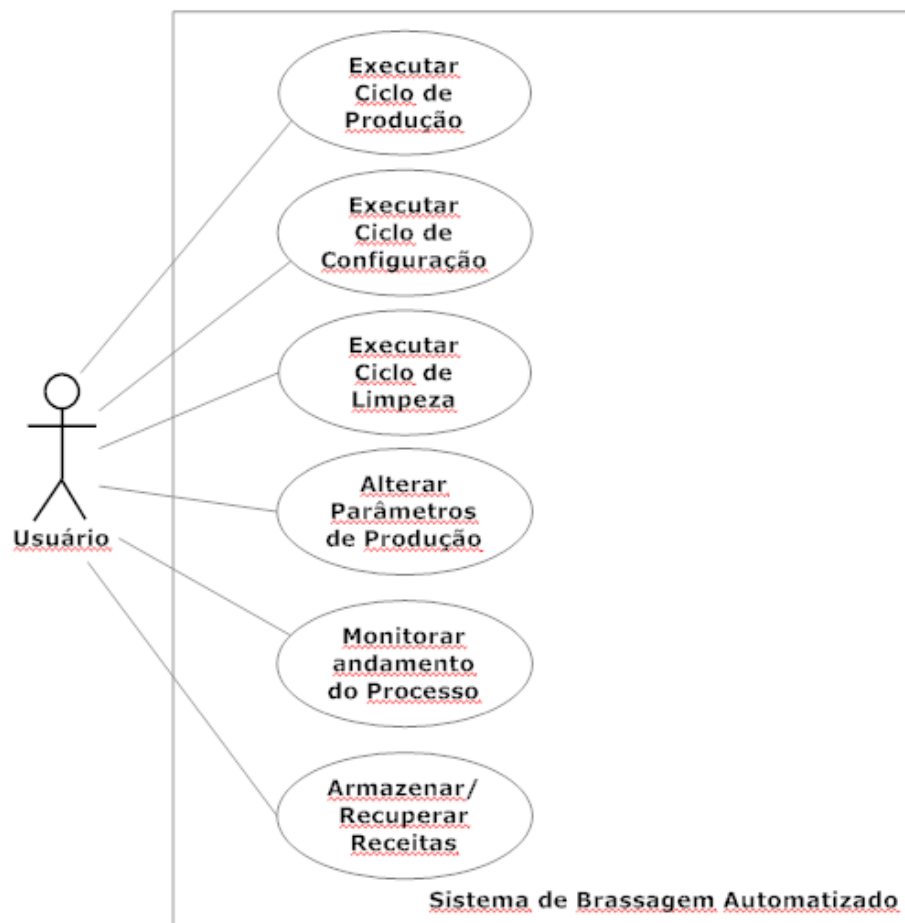 Executar
Ciclo de
Produção
Executar
Ciclo de
Configuração
Executar
Ciclo de
Limpeza
Alterar
Parâmetros
de Produção
Usuário
Monitorar
andamento
do Processo
Armazenar/
Recuperar
Receitas
Sistema de Brassagem Automatizado